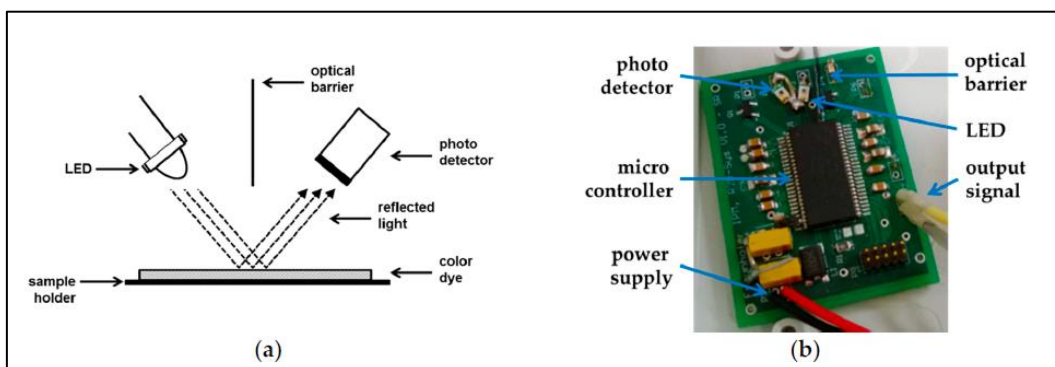 optical
barrier
LED
photo
detector
reflected
light
sample
holder
color
dye
(a)
photo
detector
optical
barrier
LED
micro
controller
output
signal
power
supply
(b)